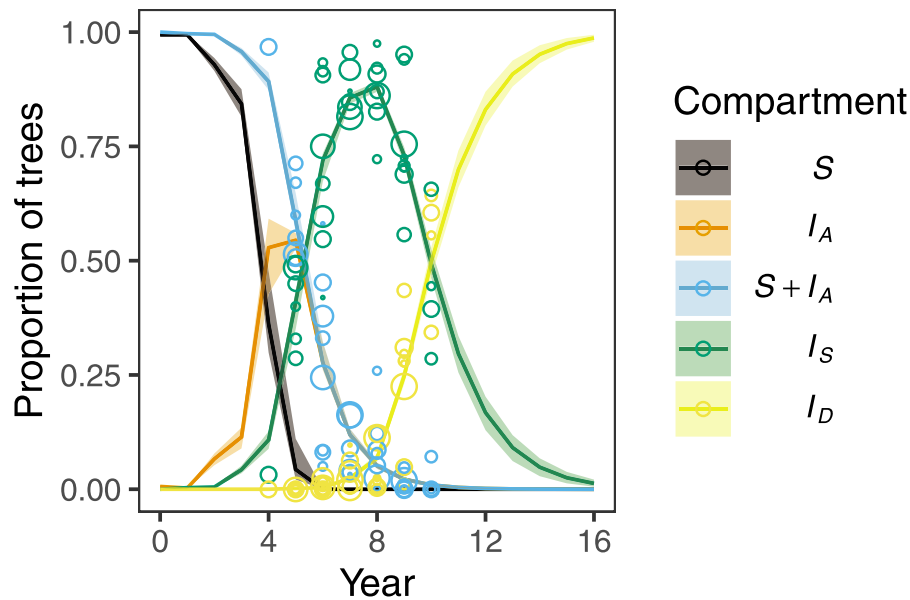 Proportion of trees
1.00
0.75
0.50
0.25
0.00
0 4 8 12 16
Year
Compartment
S
I_A
S + I_A
I_S
I_D